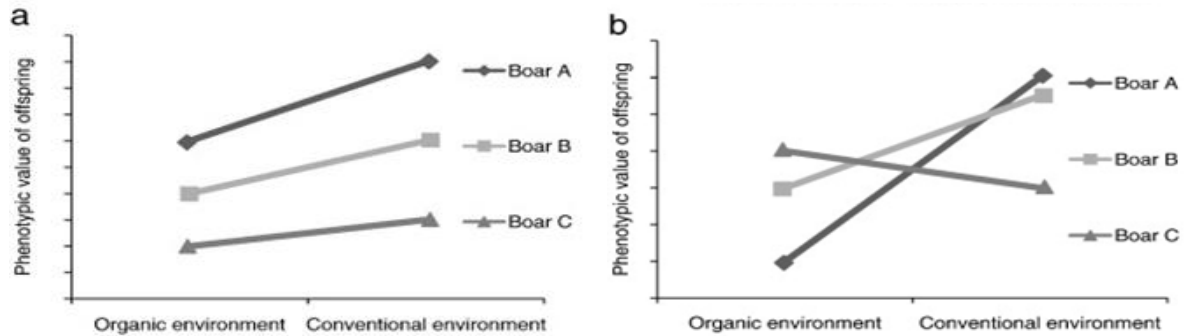 a
Phenotypic value of offspring
Boar A
Boar B
Boar C
Organic environment
Conventional environment
b
Phenotypic value of offspring
Boar A
Boar B
Boar C
Organic environment
Conventional environment